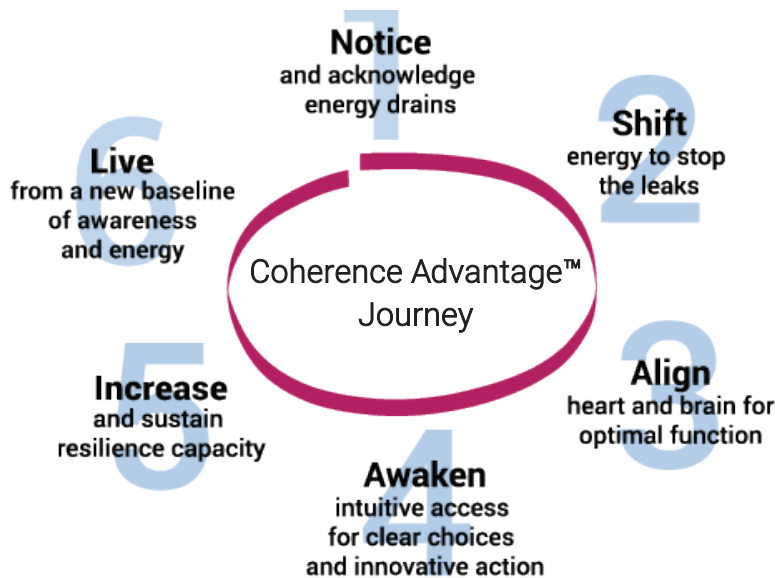 1
Notice
and acknowledge
energy drains
2
Shift
energy to stop
the leaks
3
Align
heart and brain for
optimal function
4
Awaken
intuitive access
for clear choices
and innovative action
5
Increase
and sustain
resilience capacity
6
Live
from a new baseline
of awareness
and energy
Coherence Advantage™
Journey